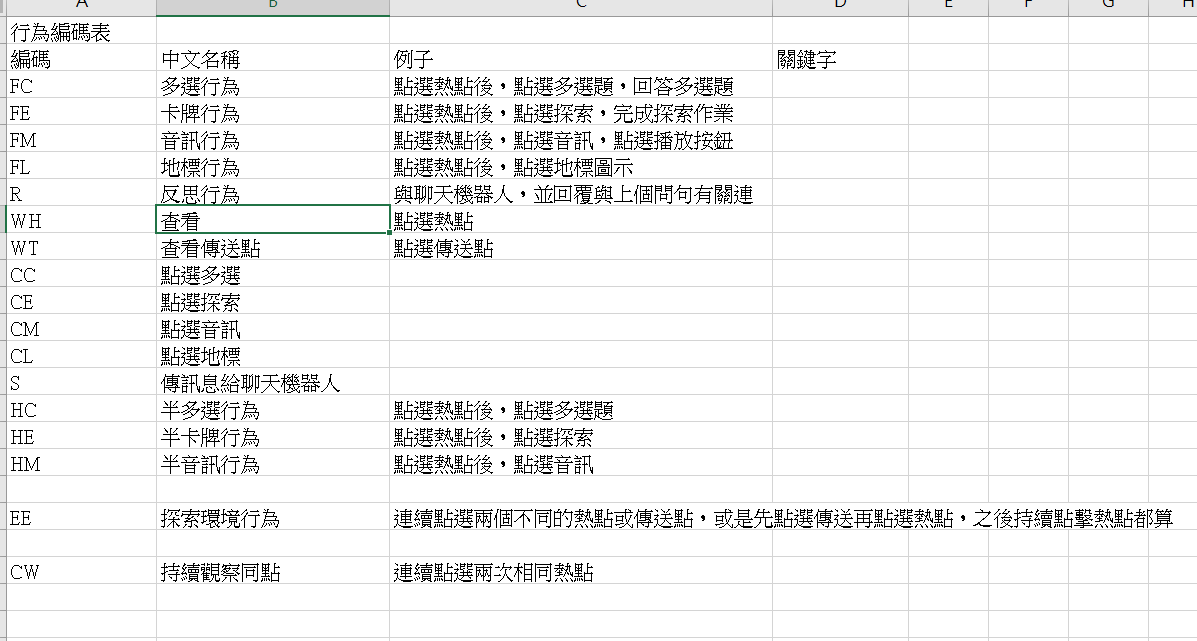 A B C D E F G H
行為編碼表
編碼 中文名稱 例子 關鍵字
FC 多選行為 點選熱點後，點選多選題，回答多選題
FE 卡牌行為 點選熱點後，點選探索，完成探索作業
FM 音訊行為 點選熱點後，點選音訊，點選播放按鈕
FL 地標行為 點選熱點後，點選地標圖示
R 反思行為 與聊天機器人，並回覆與上個問句有關連
WH 查看 點選熱點
WT 查看傳送點 點選傳送點
CC 點選多選
CE 點選探索
CM 點選音訊
CL 點選地標
S 傳訊息給聊天機器人
HC 半多選行為 點選熱點後，點選多選題
HE 半卡牌行為 點選熱點後，點選探索
HM 半音訊行為 點選熱點後，點選音訊
EE 探索環境行為 連續點選兩個不同的熱點或傳送點，或是先點選傳送再點選熱點，之後持續點擊熱點都算
CW 持續觀察同點 連續點選兩次相同熱點